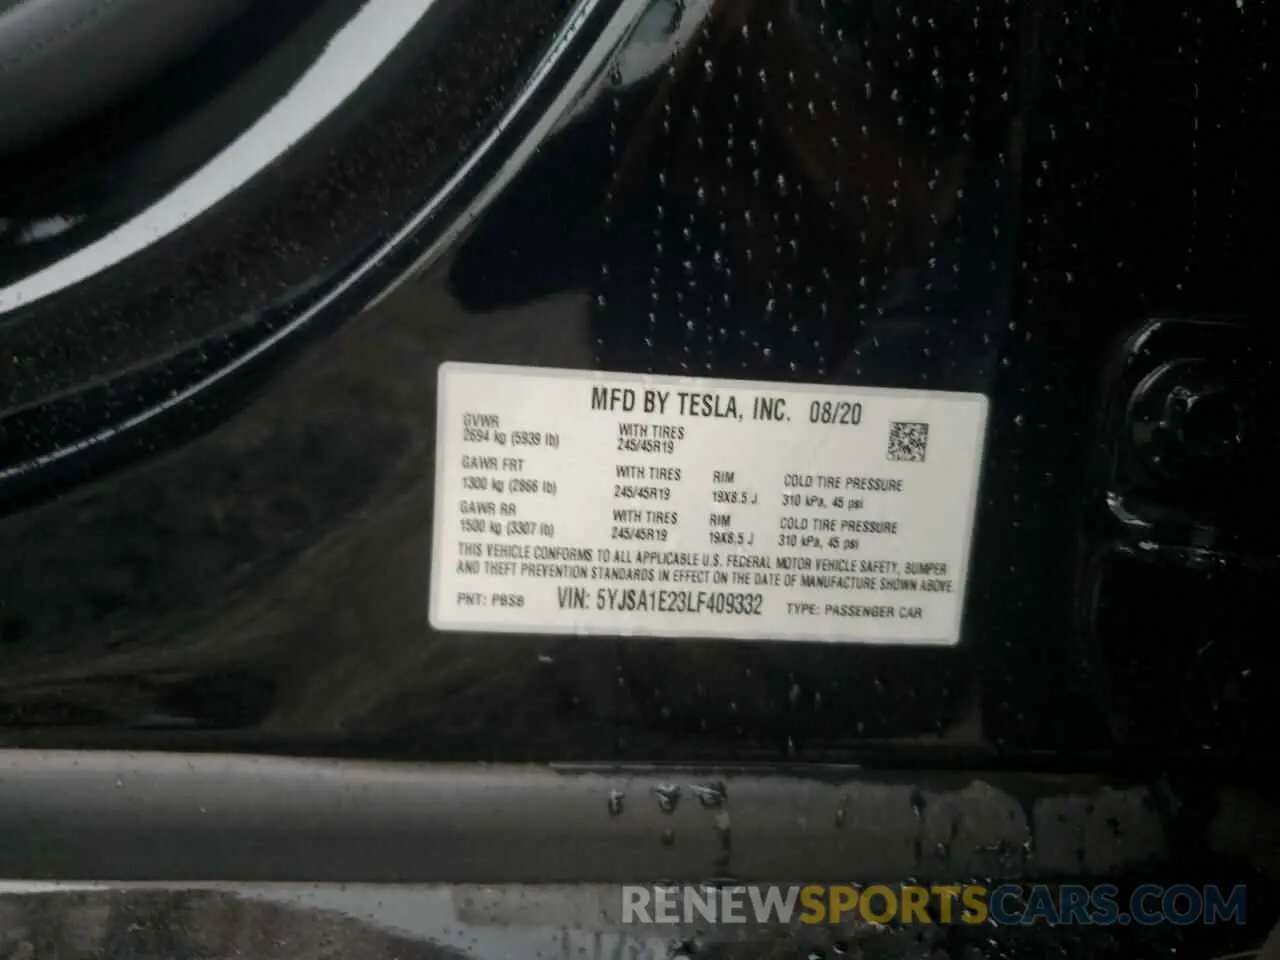 MFD BY TESLA, INC. 08/20
GVWR
2694 kg (5939 lb)
WITH TIRES
245/45R19
GAWR FRT
1300 kg (2866 lb)
WITH TIRES
245/45R19
RIM
19X8.5 J
COLD TIRE PRESSURE
310 kPa, 45 psi
GAWR RR
1500 kg (3307 lb)
WITH TIRES
245/45R19
RIM
19X8.5 J
COLD TIRE PRESSURE
310 kPa, 45 psi
THIS VEHICLE CONFORMS TO ALL APPLICABLE U.S. FEDERAL MOTOR VEHICLE SAFETY, BUMPER
AND THEFT PREVENTION STANDARDS IN EFFECT ON THE DATE OF MANUFACTURE SHOWN ABOVE.
PNT: PBSB VIN: 5YJSA1E23LF409332 TYPE: PASSENGER CAR
RENEWSPORTSCARS.COM